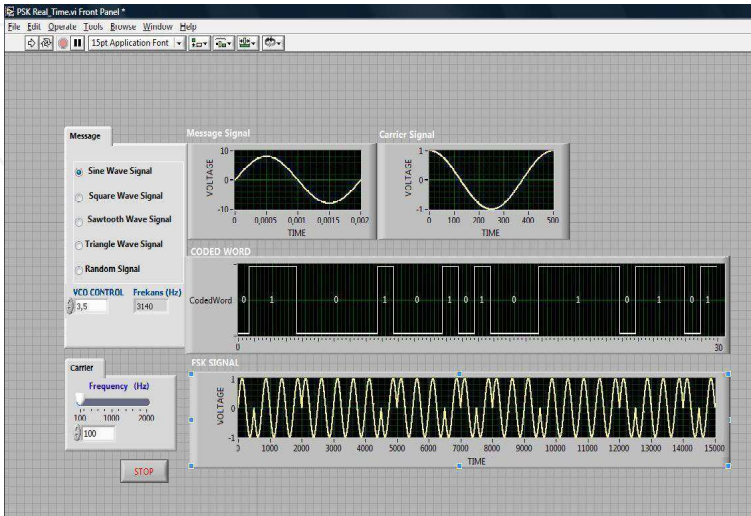 PSK Real_Time.vi Front Panel *
File Edit Operate Tools Browse Window Help
15pt Application Font
Message
Sine Wave Signal
Square Wave Signal
Sawtooth Wave Signal
Triangle Wave Signal
Random Signal
VCO CONTROL Frekans (Hz)
3,5 3140
Message Signal
VOLTAGE
10
0
-10
0 0,0005 0,001 0,0015 0,002
TIME
Carrier Signal
VOLTAGE
1
0
-1
0 100 200 300 400 500
TIME
CODED WORD
CodedWord
0 1 0 1 0 1 0 1 0 1 0 1
0 30
Carrier
Frequency (Hz)
100 1000 2000
100
STOP
FSK SIGNAL
VOLTAGE
1
0
-1
0 1000 2000 3000 4000 5000 6000 7000 8000 9000 10000 11000 12000 13000 14000 15000
TIME